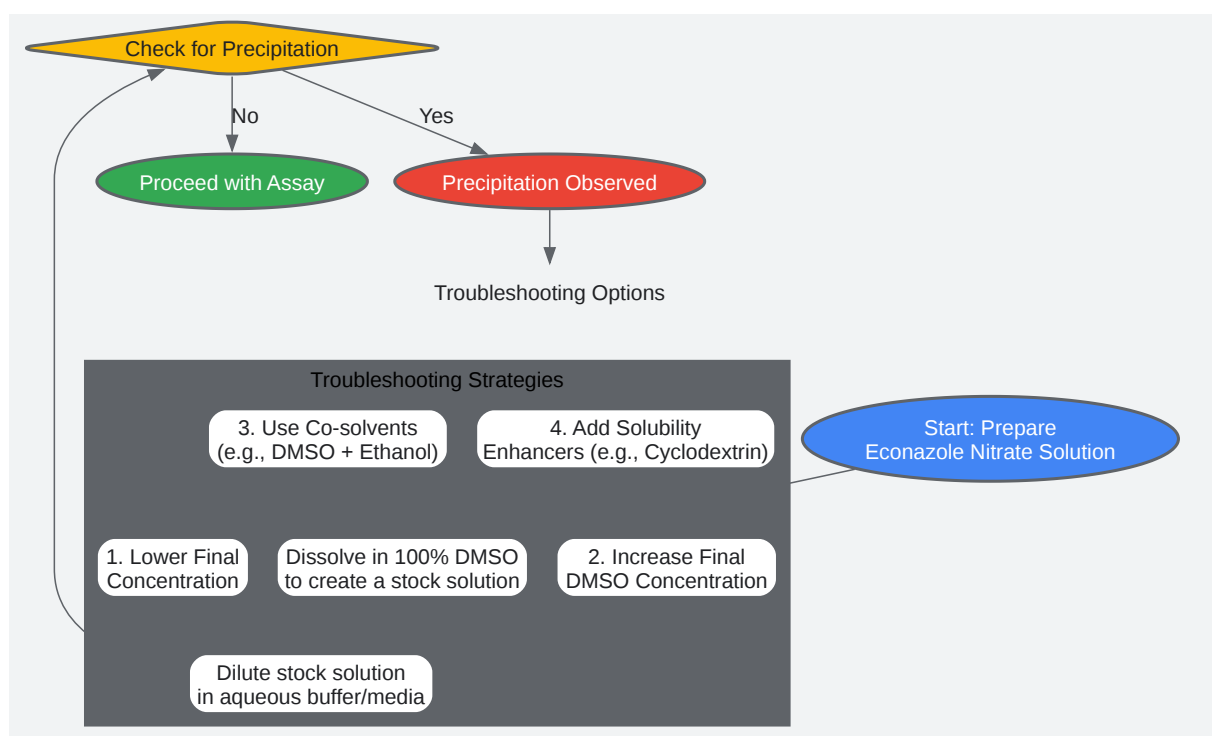 Check for Precipitation
No
Yes
Proceed with Assay
Precipitation Observed
Troubleshooting Options
Troubleshooting Strategies
3. Use Co-solvents
(e.g., DMSO + Ethanol)
4. Add Solubility
Enhancers (e.g., Cyclodextrin)
Start: Prepare
Econazole Nitrate Solution
1. Lower Final
Concentration
Dissolve in 100% DMSO
to create a stock solution
2. Increase Final
DMSO Concentration
Dilute stock solution
in aqueous buffer/media